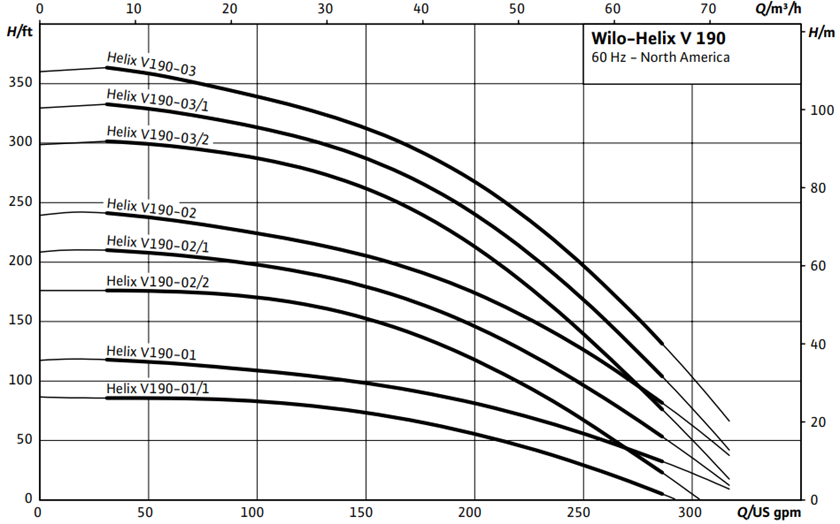 0 10 20 30 40 50 60 70 Q/m³/h
H/ft
Wilo–Helix V 190
H/m
60 Hz – North America
Helix V190–03
350
Helix V190–03/1
100
Helix V190–03/2
300
80
250
Helix V190–02
Helix V190–02/1
200
60
Helix V190–02/2
150
40
Helix V190–01
100
Helix V190–01/1
20
50
0
0
0 50 100 150 200 250 300 Q/US gpm